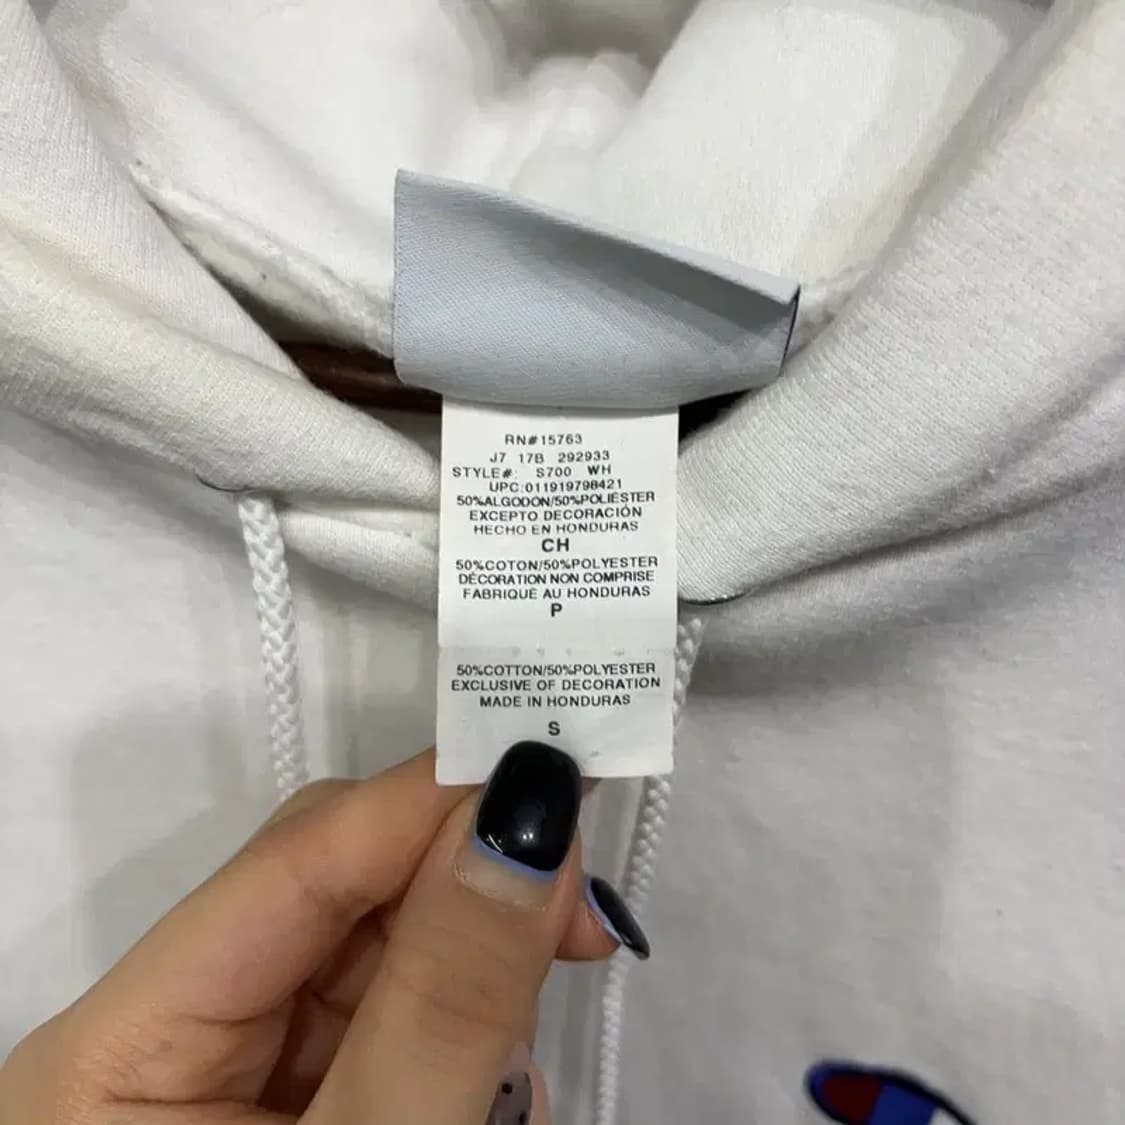 RN#15763
J7 17B 292933
STYLE#: S700 WH
UPC:011919798421
50%ALGODON/50%POLIÉSTER
EXCEPTO DECORACIÓN
HECHO EN HONDURAS
CH
50%COTON/50%POLYESTER
DÉCORATION NON COMPRISE
FABRIQUÉ AU HONDURAS
P
50%COTTON/50%POLYESTER
EXCLUSIVE OF DECORATION
MADE IN HONDURAS
S